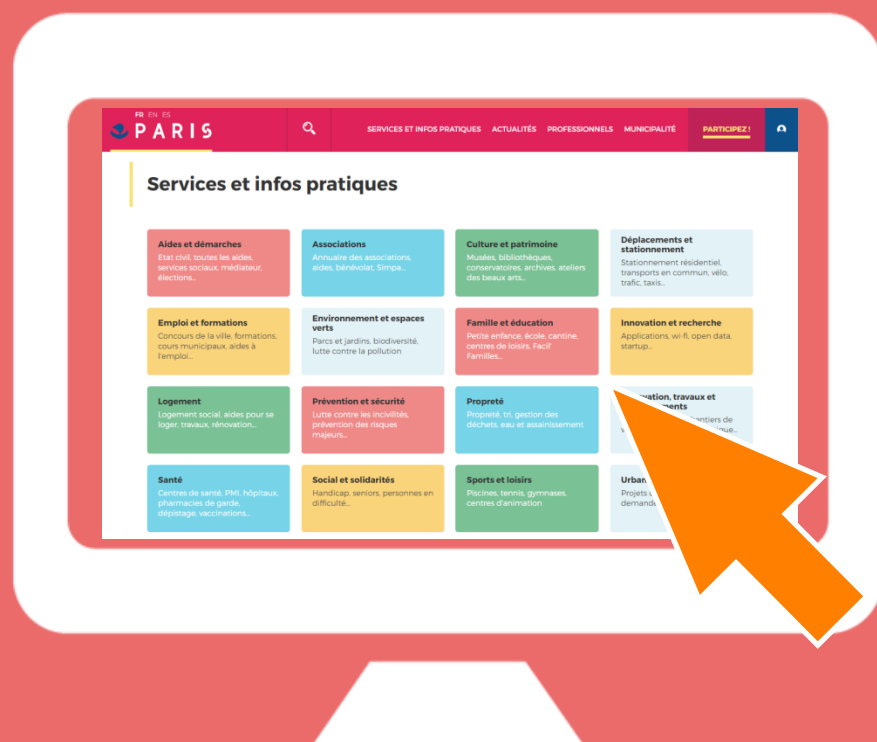 FR EN ES
PARIS
SERVICES ET INFOS PRATIQUES ACTUALITÉS PROFESSIONNELS MUNICIPALITÉ PARTICIPEZ !
Services et infos pratiques
Aides et démarches
Etat civil, toutes les aides,
services sociaux, médiateur,
élections...
Associations
Annuaire des associations,
aides, bénévolat, Simpa...
Culture et patrimoine
Musées, bibliothèques,
conservatoires, archives, ateliers
des beaux arts...
Déplacements et
stationnement
Stationnement résidentiel,
transports en commun, vélo,
trafic, taxis...
Emploi et formations
Concours de la ville, formations,
cours municipaux, aides à
l'emploi...
Environnement et espaces
verts
Parcs et jardins, biodiversité,
lutte contre la pollution
Famille et éducation
Petite enfance, école, cantine,
centres de loisirs, Facil'
Familles...
Innovation et recherche
Applications, wi-fi, open data,
startup...
Logement
Logement social, aides pour se
loger, travaux, rénovation...
Prévention et sécurité
Lutte contre les incivilités,
prévention des risques
majeurs...
Propreté
Propreté, tri, gestion des
déchets, eau et assainissement
travaux et
de
Santé
Centres de santé, PMI, hôpitaux,
pharmacies de garde,
dépistage, vaccinations...
Social et solidarités
Handicap, seniors, personnes en
difficulté...
Sports et loisirs
Piscines, tennis, gymnases,
centres d'animation
Projets